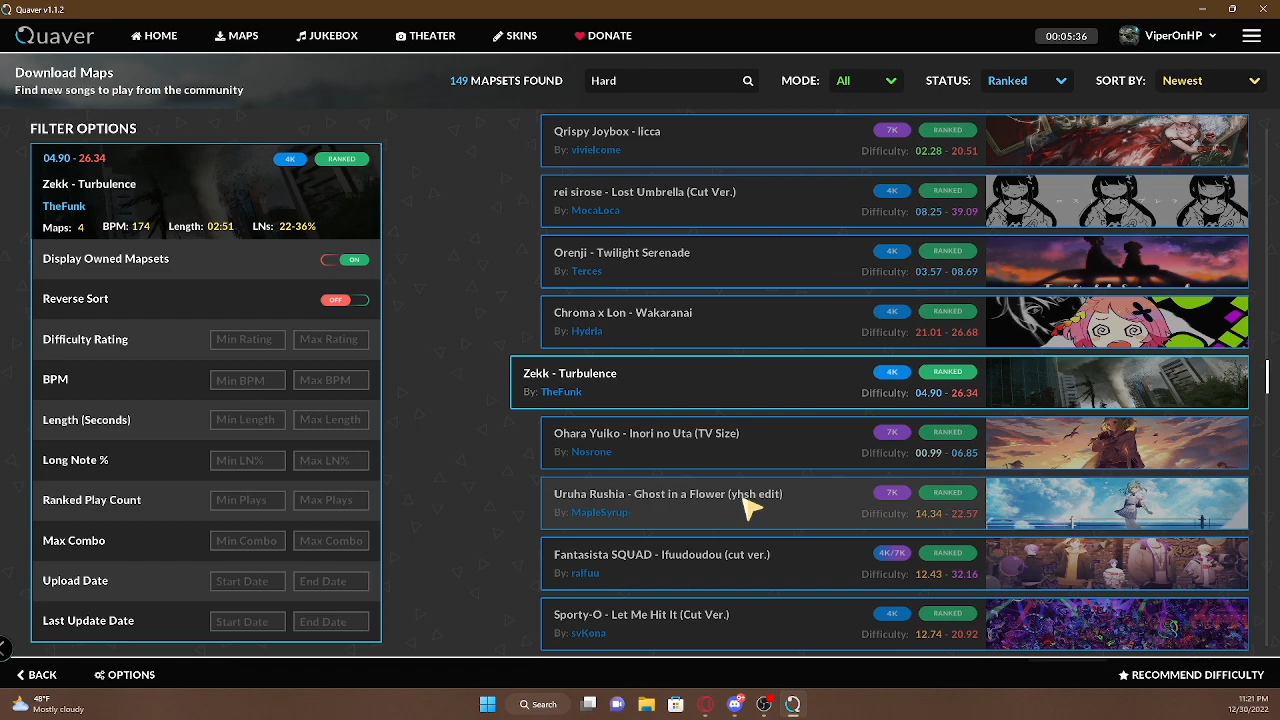 Quaver v1.1.2
Quaver HOME MAPS JUKEBOX THEATER SKINS DONATE 00:05:36 ViperOnHP
Download Maps
Find new songs to play from the community
149 MAPSETS FOUND Hard MODE: All STATUS: Ranked SORT BY: Newest
FILTER OPTIONS
04.90 - 26.34 4K RANKED
Zekk - Turbulence
TheFunk
Maps: 4 BPM: 174 Length: 02:51 LNs: 22-36%
Display Owned Mapsets ON
Reverse Sort OFF
Difficulty Rating Min Rating Max Rating
BPM Min BPM Max BPM
Length (Seconds) Min Length Max Length
Long Note % Min LN% Max LN%
Ranked Play Count Min Plays Max Plays
Max Combo Min Combo Max Combo
Upload Date Start Date End Date
Last Update Date Start Date End Date
Qrispy Joybox - licca 7K RANKED
By: vivielcome Difficulty: 02.28 - 20.51
rei sirose - Lost Umbrella (Cut Ver.) 4K RANKED
By: MocaLoca Difficulty: 08.25 - 39.09
Orenji - Twilight Serenade 4K RANKED
By: Terces Difficulty: 03.57 - 08.69
Chroma x Lon - Wakaranai 4K RANKED
By: Hydria Difficulty: 21.01 - 26.68
Zekk - Turbulence 4K RANKED
By: TheFunk Difficulty: 04.90 - 26.34
Ohara Yuiko - Inori no Uta (TV Size) 7K RANKED
By: Nosrone Difficulty: 00.99 - 06.85
Uruha Rushia - Ghost in a Flower (yhsh edit) 7K RANKED
By: MapleSyrup- Difficulty: 14.34 - 22.57
Fantasista SQUAD - Ifuudoudou (cut ver.) 4K/7K RANKED
By: raifuu Difficulty: 12.43 - 32.16
Sporty-O - Let Me Hit It (Cut Ver.) 4K RANKED
By: svKona Difficulty: 12.74 - 20.92
BACK OPTIONS RECOMMEND DIFFICULTY
48°F
Mostly cloudy
Search
11:21 PM
12/30/2022